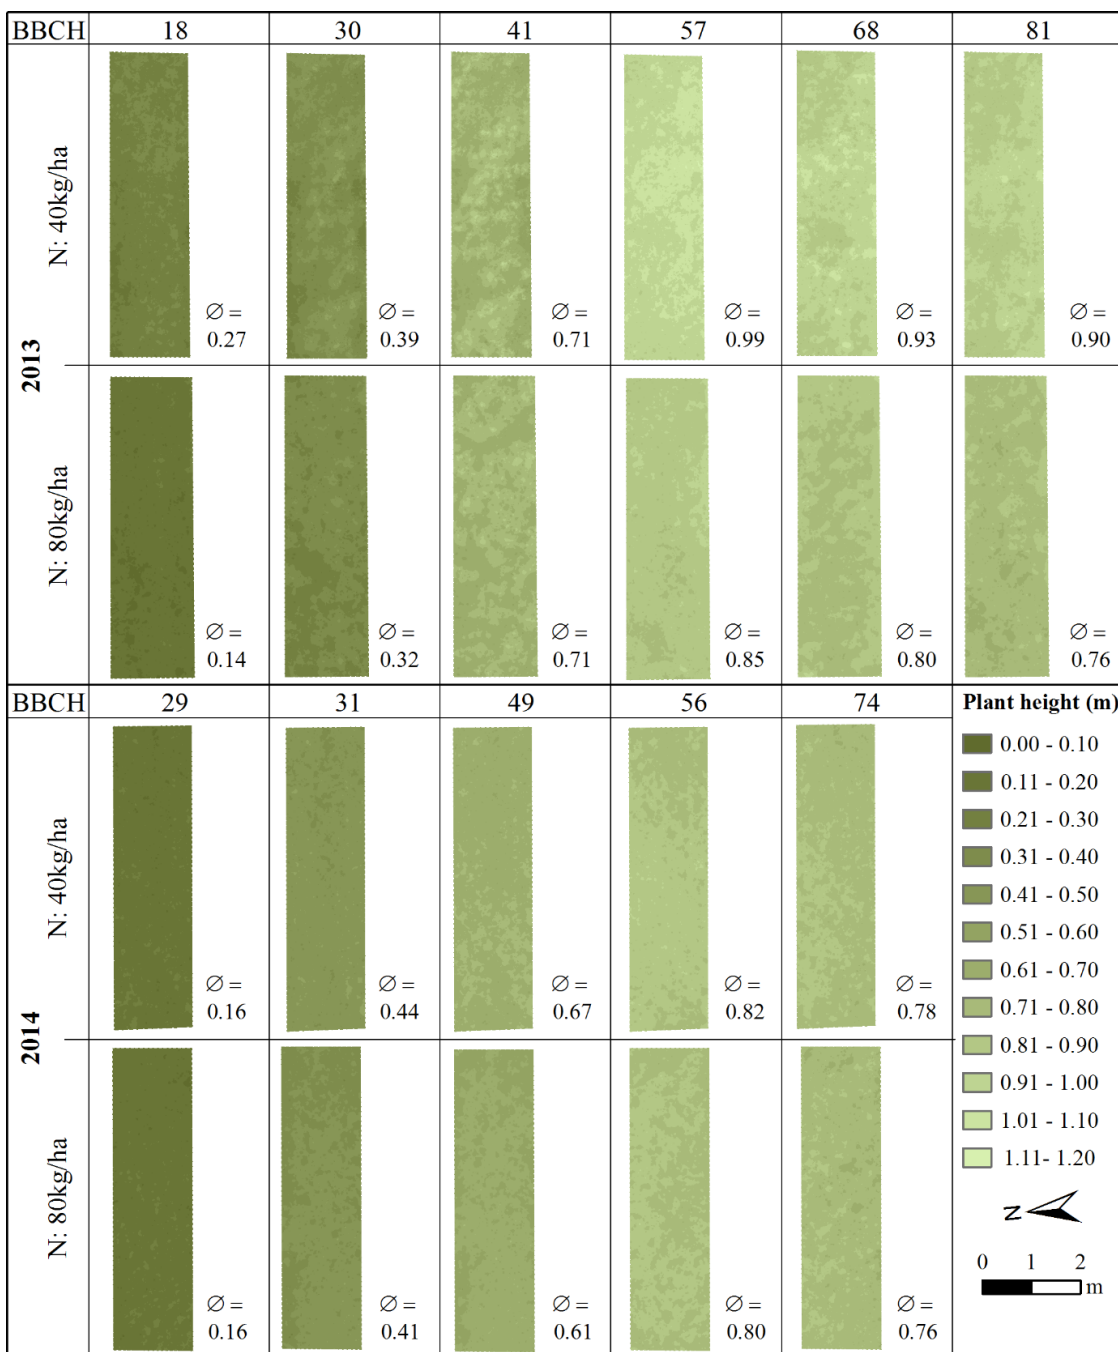 BBCH 18 30 41 57 68 81
2013
N: 40kg/ha
∅ = ∅ = ∅ = ∅ = ∅ = ∅ =
0.27 0.39 0.71 0.99 0.93 0.90
N: 80kg/ha
∅ = ∅ = ∅ = ∅ = ∅ = ∅ =
0.14 0.32 0.71 0.85 0.80 0.76
BBCH 29 31 49 56 74
2014
N: 40kg/ha
∅ = ∅ = ∅ = ∅ = ∅ =
0.16 0.44 0.67 0.82 0.78
N: 80kg/ha
∅ = ∅ = ∅ = ∅ = ∅ =
0.16 0.41 0.61 0.80 0.76
Plant height (m)
0.00 - 0.10
0.11 - 0.20
0.21 - 0.30
0.31 - 0.40
0.41 - 0.50
0.51 - 0.60
0.61 - 0.70
0.71 - 0.80
0.81 - 0.90
0.91 - 1.00
1.01 - 1.10
1.11- 1.20
N
0 1 2
m